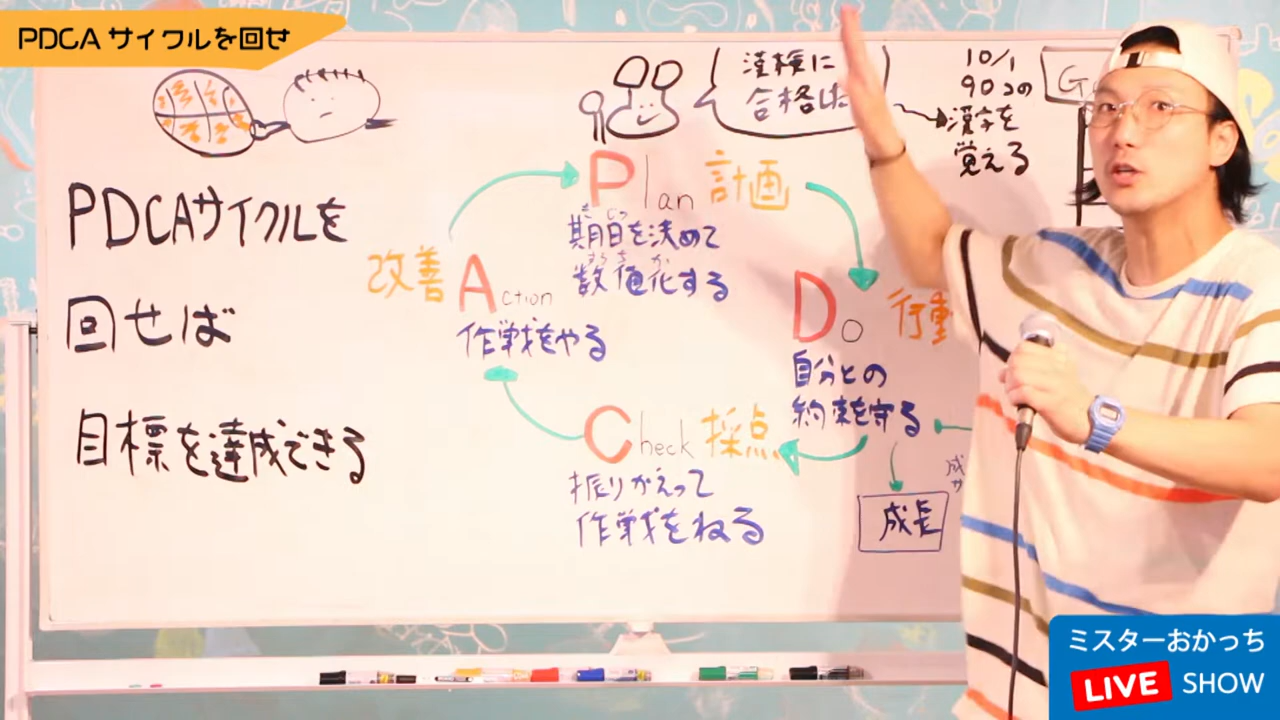 PDCAサイクルを回せ
漢検に
合格した
10/1
90コの
漢字を
覚える
G
PDCAサイクルを
回せば
目標を達成できる
Plan 計画
きじつ
期日を決めて
すうちか
数値化する
Do 行動
自分との
約束を守る
成長
Check 採点
振りかえって
作戦をねる
改善 Action
作戦をやる
ミスターおかっち
LIVE SHOW